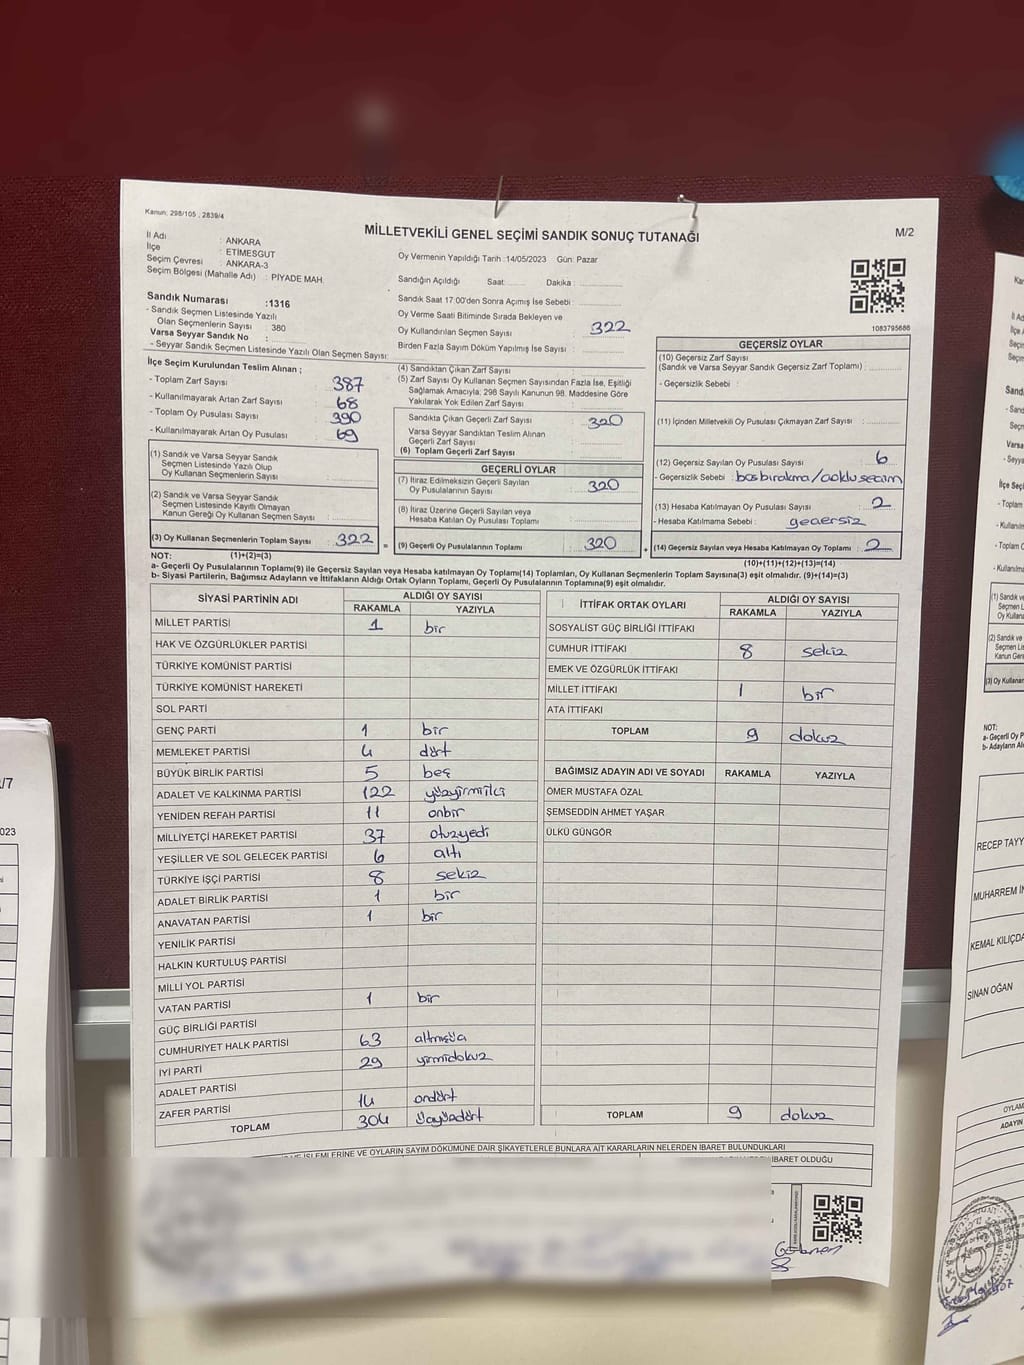 Kanun: 298/105 , 2839/4
MİLLETVEKİLİ GENEL SEÇİMİ SANDIK SONUÇ TUTANAĞI
M/2
İl Adı : ANKARA
İlçe : ETİMESGUT
Seçim Çevresi : ANKARA-3
Seçim Bölgesi (Mahalle Adı) : PİYADE MAH.
Sandık Numarası :1316
- Sandık Seçmen Listesinde Yazılı
Olan Seçmenlerin Sayısı : 380
Varsa Seyyar Sandık No :
- Seyyar Sandık Seçmen Listesinde Yazılı Olan Seçmen Sayısı:
Oy Vermenin Yapıldığı Tarih :14/05/2023 Gün: Pazar
Sandığın Açıldığı Saat:........ Dakika :
Sandık Saat 17:00'den Sonra Açımış İse Sebebi :
Oy Verme Saati Bitiminde Sırada Bekleyen ve
Oy Kullandırılan Seçmen Sayısı : 322
Birden Fazla Sayım Döküm Yapılmış İse Sayısı :
1083795686
İlçe Seçim Kurulundan Teslim Alınan ;
- Toplam Zarf Sayısı : 387
- Kullanılmayarak Artan Zarf Sayısı : 68
- Toplam Oy Pusulası Sayısı : 390
- Kullanılmayarak Artan Oy Pusulası : 69
(1) Sandık ve Varsa Seyyar Sandık
Seçmen Listesinde Yazılı Olup
Oy Kullanan Seçmenlerin Sayısı :
(2) Sandık ve Varsa Seyyar Sandık
Seçmen Listesinde Kayıtlı Olmayan
Kanun Gereği Oy Kullanan Seçmen Sayısı :
(3) Oy Kullanan Seçmenlerin Toplam Sayısı : 322
(4) Sandıktan Çıkan Zarf Sayısı :
(5) Zarf Sayısı Oy Kullanan Seçmen Sayısından Fazla İse, Eşitliği
Sağlamak Amacıyla; 298 Sayılı Kanunun 98. Maddesine Göre
Yakılarak Yok Edilen Zarf Sayısı :
Sandıkta Çıkan Geçerli Zarf Sayısı : 320
Varsa Seyyar Sandıktan Teslim Alınan
Geçerli Zarf Sayısı :
(6) Toplam Geçerli Zarf Sayısı :
GEÇERLİ OYLAR
(7) İtiraz Edilmeksizin Geçerli Sayılan
Oy Pusulalarının Sayısı : 320
(8) İtiraz Üzerine Geçerli Sayılan veya
Hesaba Katılan Oy Pusulası Toplamı :
= (9) Geçerli Oy Pusulalarının Toplamı : 320
GEÇERSİZ OYLAR
(10) Geçersiz Zarf Sayısı
(Sandık ve Varsa Seyyar Sandık Geçersiz Zarf Toplamı) :
- Geçersizlik Sebebi :
(11) İçinden Milletvekili Oy Pusulası Çıkmayan Zarf Sayısı :
(12) Geçersiz Sayılan Oy Pusulası Sayısı : 6
- Geçersizlik Sebebi : boş bırakma/
(13) Hesaba Katılmayan Oy Pusulası Sayısı : 2
- Hesaba Katılmama Sebebi : geçersiz
+ (14) Geçersiz Sayılan veya Hesaba Katılmayan Oy Toplamı : 2
NOT: (1)+(2)=(3)
(10)+(11)+(12)+(13)=(14)
a- Geçerli Oy Pusulalarının Toplamı(9) ile Geçersiz Sayılan veya Hesaba katılmayan Oy Toplamı(14) Toplamları, Oy Kullanan Seçmenlerin Toplam Sayısına(3) eşit olmalıdır. (9)+(14)=(3)
b- Siyasi Partilerin, Bağımsız Adayların ve İttifakların Aldığı Ortak Oyların Toplamı, Geçerli Oy Pusulalarının Toplamına(9) eşit olmalıdır.
SİYASİ PARTİNİN ADI ALDIĞI OY SAYISI
RAKAMLA YAZIYLA
MİLLET PARTİSİ 1 bir
HAK VE ÖZGÜRLÜKLER PARTİSİ
TÜRKİYE KOMÜNİST PARTİSİ
TÜRKİYE KOMÜNİST HAREKETİ
SOL PARTİ
GENÇ PARTİ 1 bir
MEMLEKET PARTİSİ 4 dört
BÜYÜK BİRLİK PARTİSİ 5 beş
ADALET VE KALKINMA PARTİSİ 122 yüzyirmiiki
YENİDEN REFAH PARTİSİ 11 onbir
MİLLİYETÇİ HAREKET PARTİSİ 37 otuzyedi
YEŞİLLER VE SOL GELECEK PARTİSİ 6 altı
TÜRKİYE İŞÇİ PARTİSİ 8 sekiz
ADALET BİRLİK PARTİSİ 1 bir
ANAVATAN PARTİSİ 1 bir
YENİLİK PARTİSİ
HALKIN KURTULUŞ PARTİSİ
MİLLİ YOL PARTİSİ
VATAN PARTİSİ 1 bir
GÜÇ BİRLİĞİ PARTİSİ
CUMHURİYET HALK PARTİSİ 63 altmışüç
İYİ PARTİ 29 yirmidokuz
ADALET PARTİSİ
ZAFER PARTİSİ 14 ondört
TOPLAM 304 üçyüzdört
İTTİFAK ORTAK OYLARI ALDIĞI OY SAYISI
RAKAMLA YAZIYLA
SOSYALİST GÜÇ BİRLİĞİ İTTİFAKI
CUMHUR İTTİFAKI 8 sekiz
EMEK VE ÖZGÜRLÜK İTTİFAKI
MİLLET İTTİFAKI 1 bir
ATA İTTİFAKI
TOPLAM 9 dokuz
BAĞIMSIZ ADAYIN ADI VE SOYADI RAKAMLA YAZIYLA
ÖMER MUSTAFA ÖZAL
ŞEMSEDDİN AHMET YAŞAR
ÜLKÜ GÜNGÖR
TOPLAM 9 dokuz
İŞLEMLERİNE VE OYLARIN SAYIM DÖKÜMÜNE DAİR ŞİKAYETLERLE BUNLARA AİT KARARLARIN NELERDEN İBARET BULUNDUKLARI
İBARET OLDUĞU
/7
023
RECEP TAYY
MUHARREM İN
KEMAL KILIÇDA
SİNAN OĞAN
OYLAM
ADAYIN